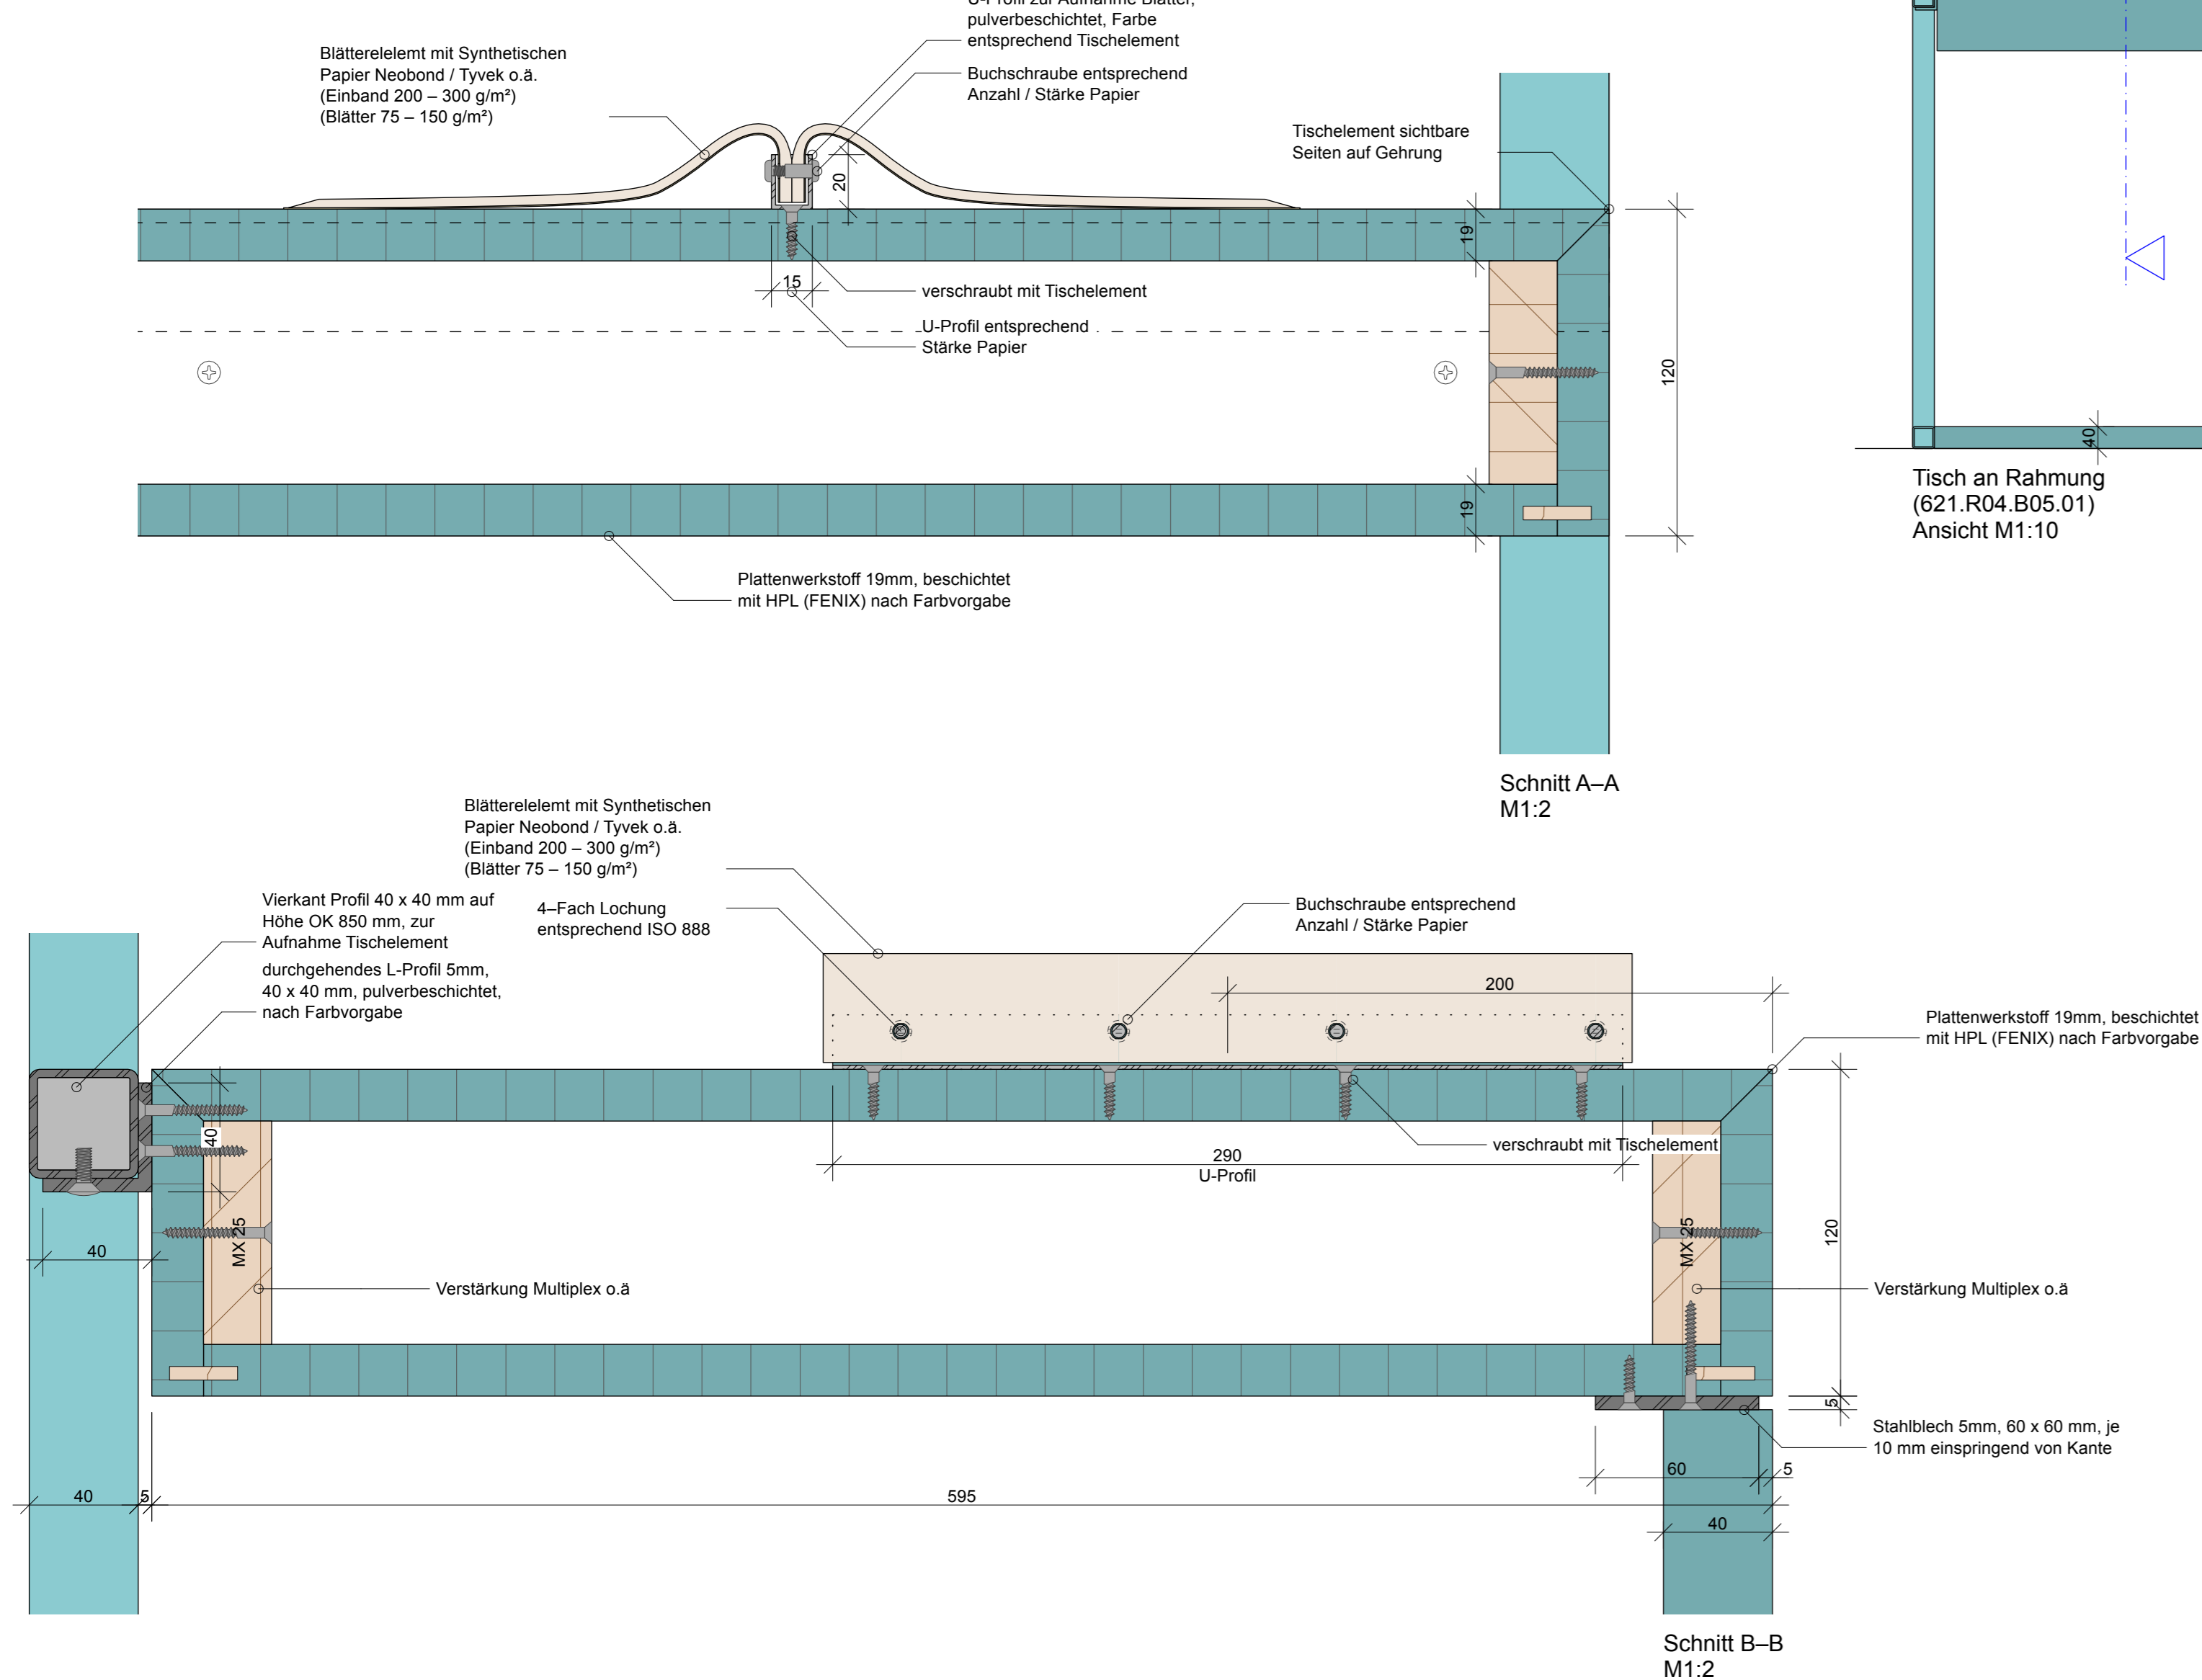 U-Profil zur Aufnahme Blätter,
pulverbeschichtet, Farbe
entsprechend Tischelement
Blätterelelemt mit Synthetischen
Papier Neobond / Tyvek o.ä.
(Einband 200 – 300 g/m²)
(Blätter 75 – 150 g/m²)
Buchschraube entsprechend
Anzahl / Stärke Papier
Tischelement sichtbare
Seiten auf Gehrung
20
19
15
verschraubt mit Tischelement
U-Profil entsprechend
Stärke Papier
120
19
Plattenwerkstoff 19mm, beschichtet
mit HPL (FENIX) nach Farbvorgabe
40
Tisch an Rahmung
(621.R04.B05.01)
Ansicht M1:10
Schnitt A–A
M1:2
Blätterelelemt mit Synthetischen
Papier Neobond / Tyvek o.ä.
(Einband 200 – 300 g/m²)
(Blätter 75 – 150 g/m²)
Vierkant Profil 40 x 40 mm auf
Höhe OK 850 mm, zur
Aufnahme Tischelement
4–Fach Lochung
entsprechend ISO 888
Buchschraube entsprechend
Anzahl / Stärke Papier
durchgehendes L-Profil 5mm,
40 x 40 mm, pulverbeschichtet,
nach Farbvorgabe
200
Plattenwerkstoff 19mm, beschichtet
mit HPL (FENIX) nach Farbvorgabe
40
verschraubt mit Tischelement
290
U-Profil
40
MX 25
MX 25
120
Verstärkung Multiplex o.ä
Verstärkung Multiplex o.ä
5
Stahlblech 5mm, 60 x 60 mm, je
10 mm einspringend von Kante
60
5
40
5
595
40
Schnitt B–B
M1:2